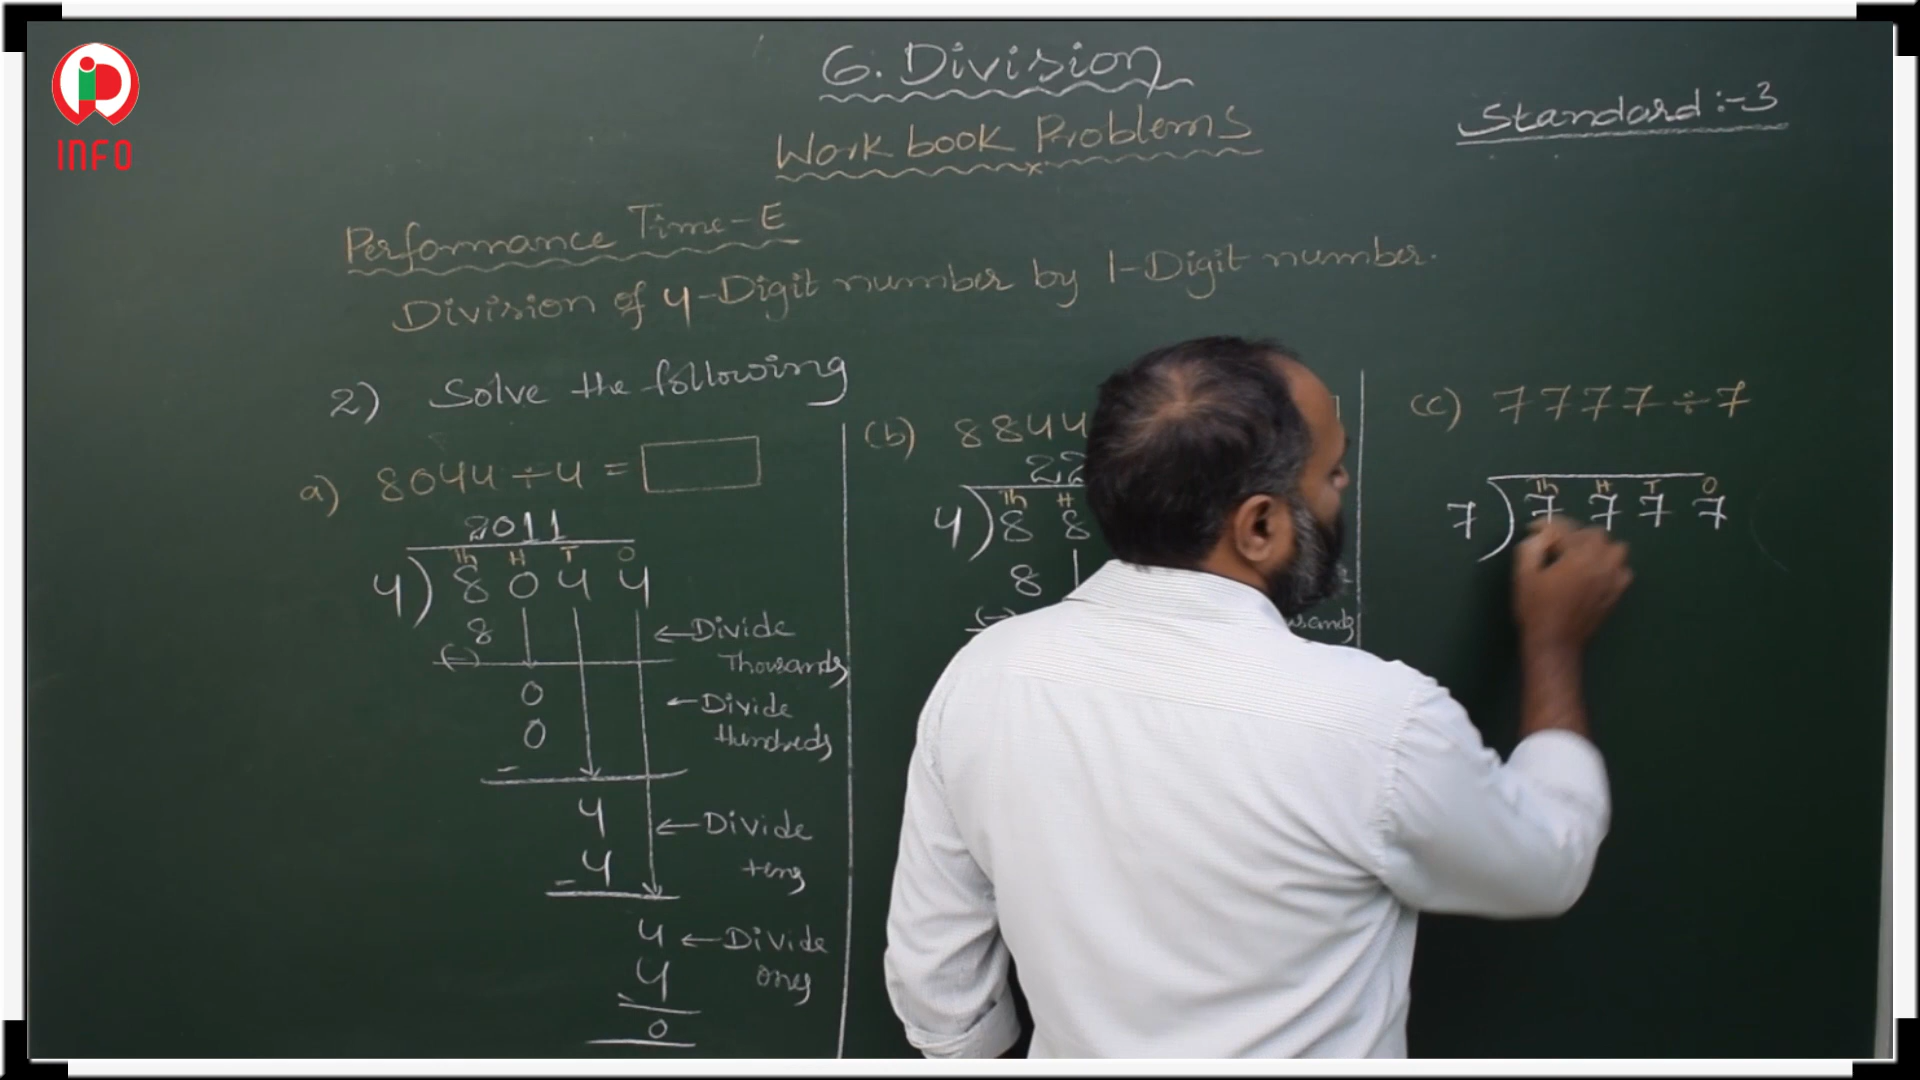 INFO
6. Division
Work book Problems
Standard :- 3
Performance Time-E
Division of 4-Digit number by 1-Digit number.
2) Solve the following
a) 8044 ÷ 4 =
2011
Th H T O
4) 8 0 4 4
8
(-)
0
0
-
4
- 4
4
4
0
← Divide
Thousands
← Divide
Hundreds
← Divide
tens
← Divide
ones
(b) 8844
22
Th H
4) 8 8
8
(-)
(c) 7777 ÷ 7
Th H T O
7) 7 7 7 7